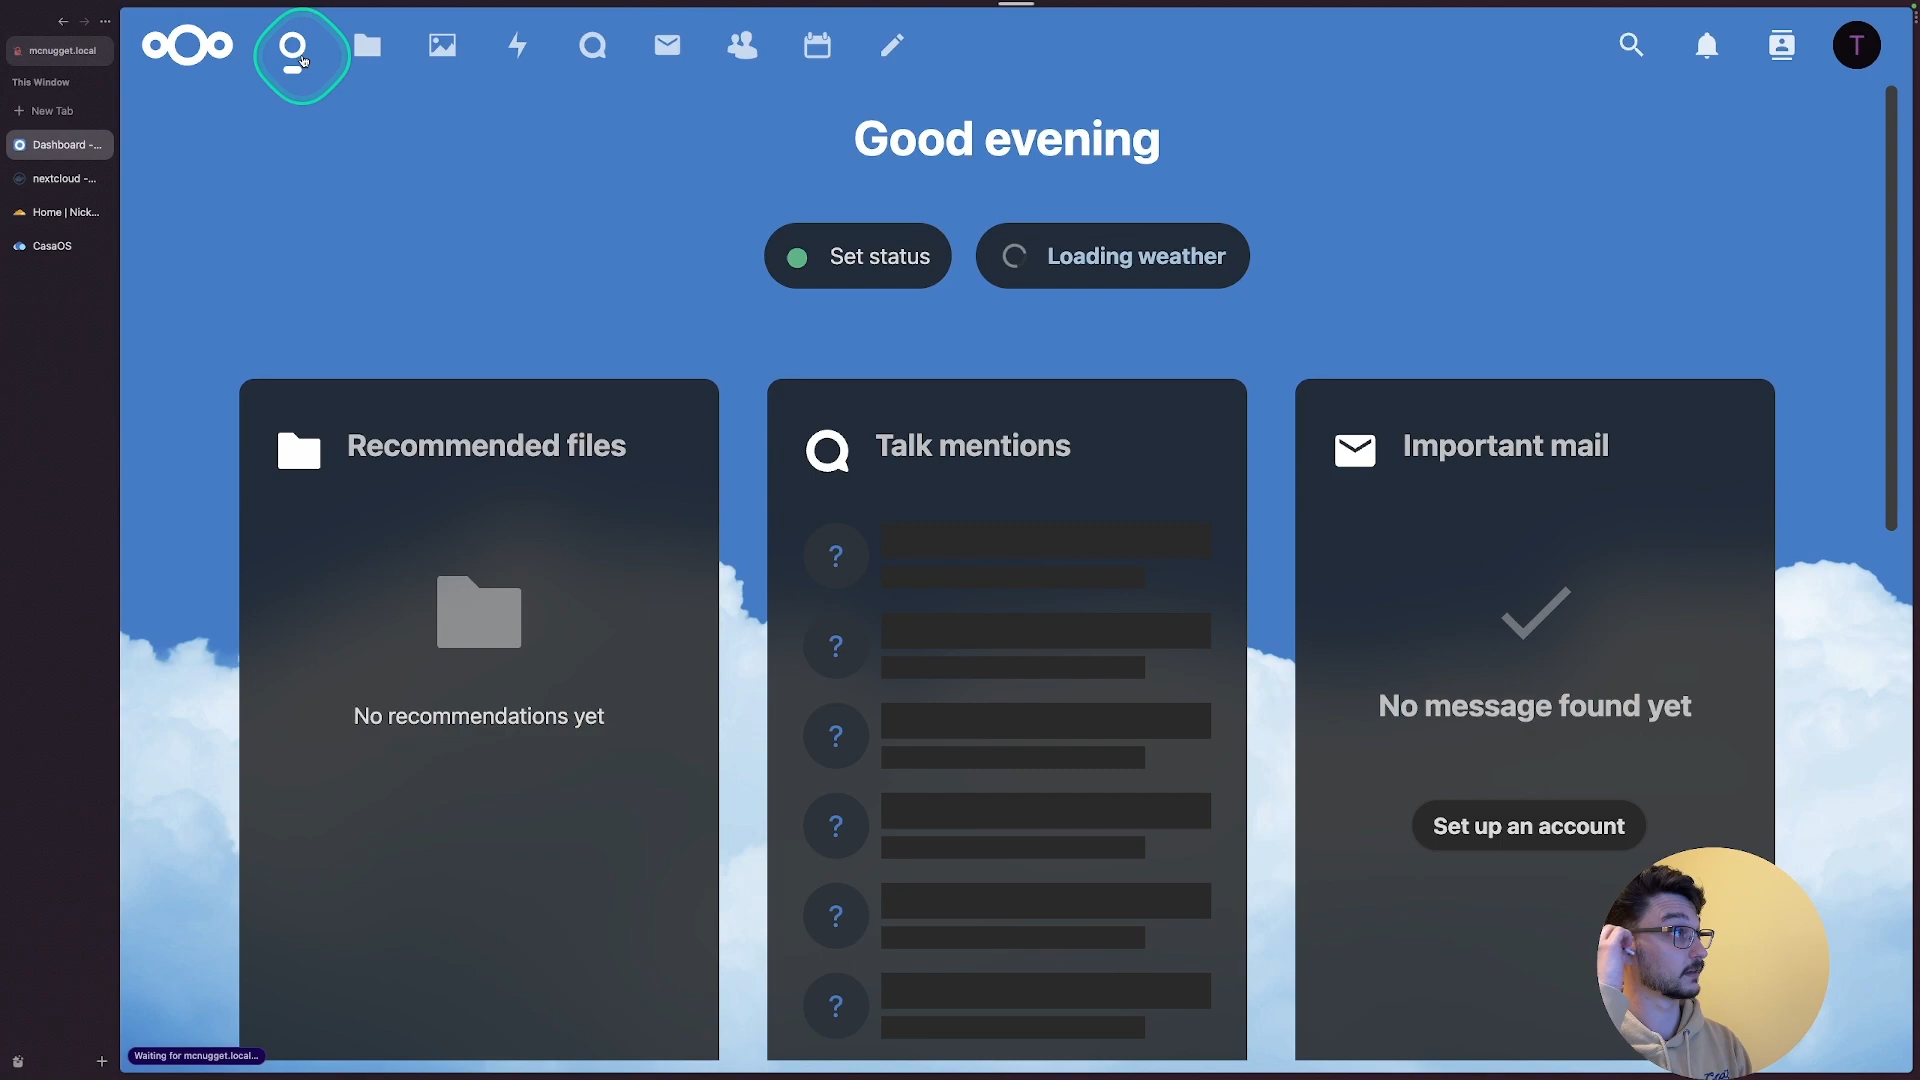 mcnugget.local
This Window
New Tab
Dashboard -...
nextcloud -...
Home | Nick...
CasaOS
T
Good evening
Set status
Loading weather
Recommended files
No recommendations yet
Talk mentions
?
?
?
?
?
?
Important mail
No message found yet
Set up an account
Waiting for mcnugget.local...